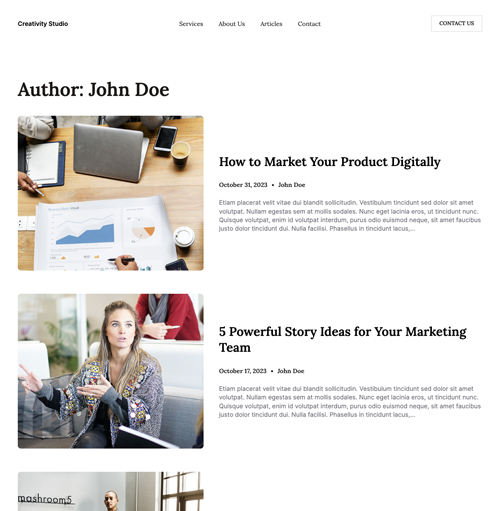 Creativity Studio
Services
About Us
Articles
Contact
CONTACT US
Author: John Doe
How to Market Your Product Digitally
October 31, 2023 • John Doe
Etiam placerat velit vitae dui blandit sollicitudin. Vestibulum tincidunt sed dolor sit amet
volutpat. Nullam egestas sem at mollis sodales. Nunc eget lacinia eros, ut tincidunt nunc.
Quisque volutpat, enim id volutpat interdum, purus odio euismod neque, sit amet faucibus
justo dolor tincidunt dui. Nulla facilisi. Phasellus in tincidunt lacus,...
5 Powerful Story Ideas for Your Marketing
Team
October 17, 2023 • John Doe
Etiam placerat velit vitae dui blandit sollicitudin. Vestibulum tincidunt sed dolor sit amet
volutpat. Nullam egestas sem at mollis sodales. Nunc eget lacinia eros, ut tincidunt nunc.
Quisque volutpat, enim id volutpat interdum, purus odio euismod neque, sit amet faucibus
justo dolor tincidunt dui. Nulla facilisi. Phasellus in tincidunt lacus,...